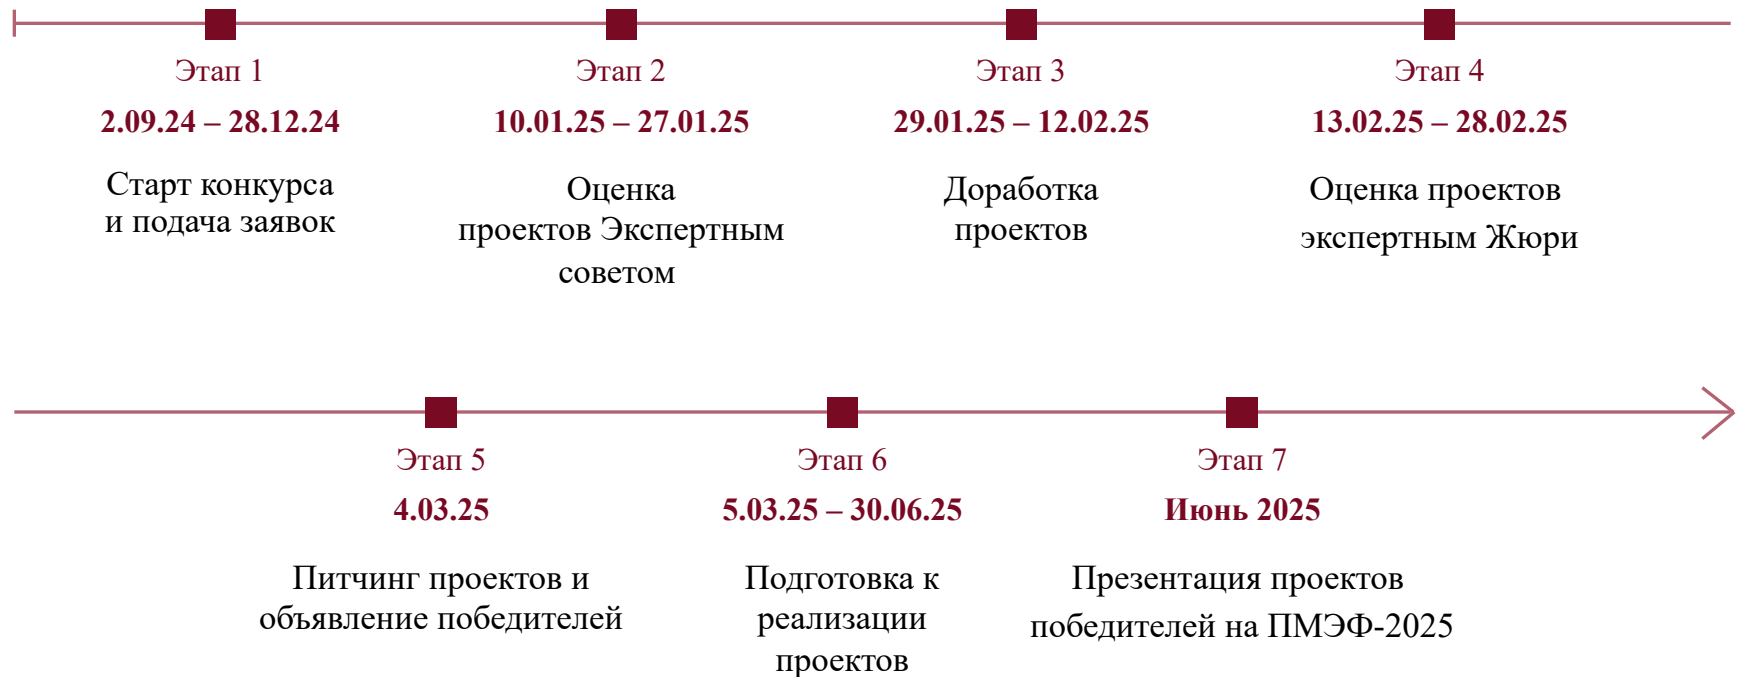 Этап 1
2.09.24 – 28.12.24
Старт конкурса
и подача заявок
Этап 2
10.01.25 – 27.01.25
Оценка
проектов Экспертным
советом
Этап 3
29.01.25 – 12.02.25
Доработка
проектов
Этап 4
13.02.25 – 28.02.25
Оценка проектов
экспертным Жюри
Этап 5
4.03.25
Питчинг проектов и
объявление победителей
Этап 6
5.03.25 – 30.06.25
Подготовка к
реализации
проектов
Этап 7
Июнь 2025
Презентация проектов
победителей на ПМЭФ-2025